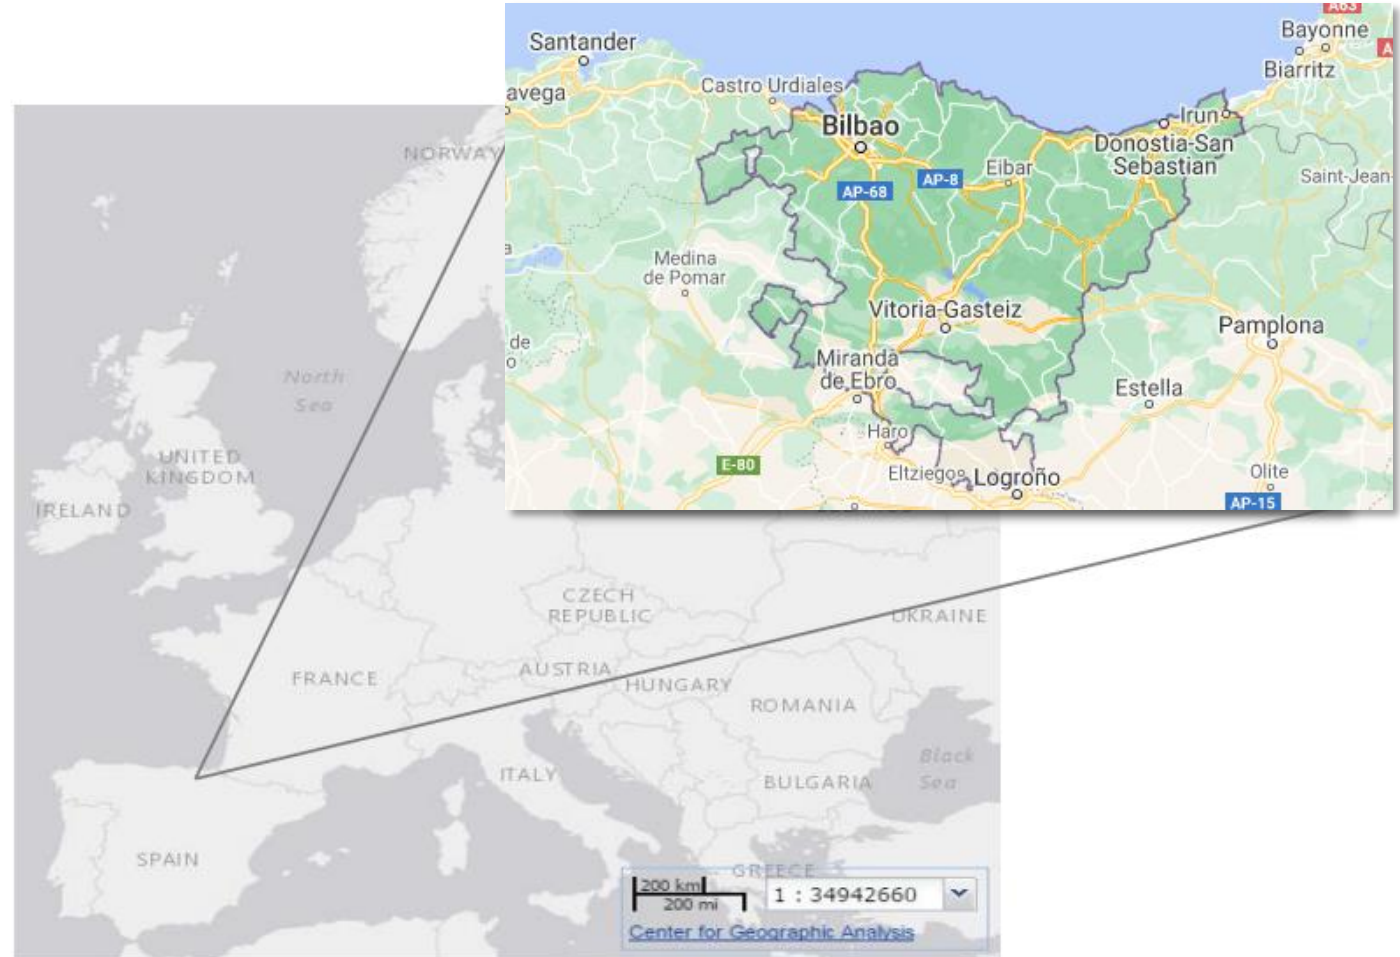 A63
Bayonne
Santander
A
Biarritz
Castro Urdiales
avega
Irun
Bilbao
Donostia-San
Sebastian
Eibar
AP-8
AP-68
Saint-Jean-
a
Medina
de Pomar
Vitoria-Gasteiz
Pamplona
de
o
Miranda
de Ebro
Estella
Haro
E-80
Eltziego
Logroño
Olite
AP-15
NORWAY
North
Sea
UNITED
KINGDOM
IRELAND
CZECH
REPUBLIC
UKRAINE
FRANCE
AUSTRIA
HUNGARY
ROMANIA
Black
Sea
ITALY
BULGARIA
SPAIN
GREECE
200 km
200 mi
1 : 34942660
Center for Geographic Analysis